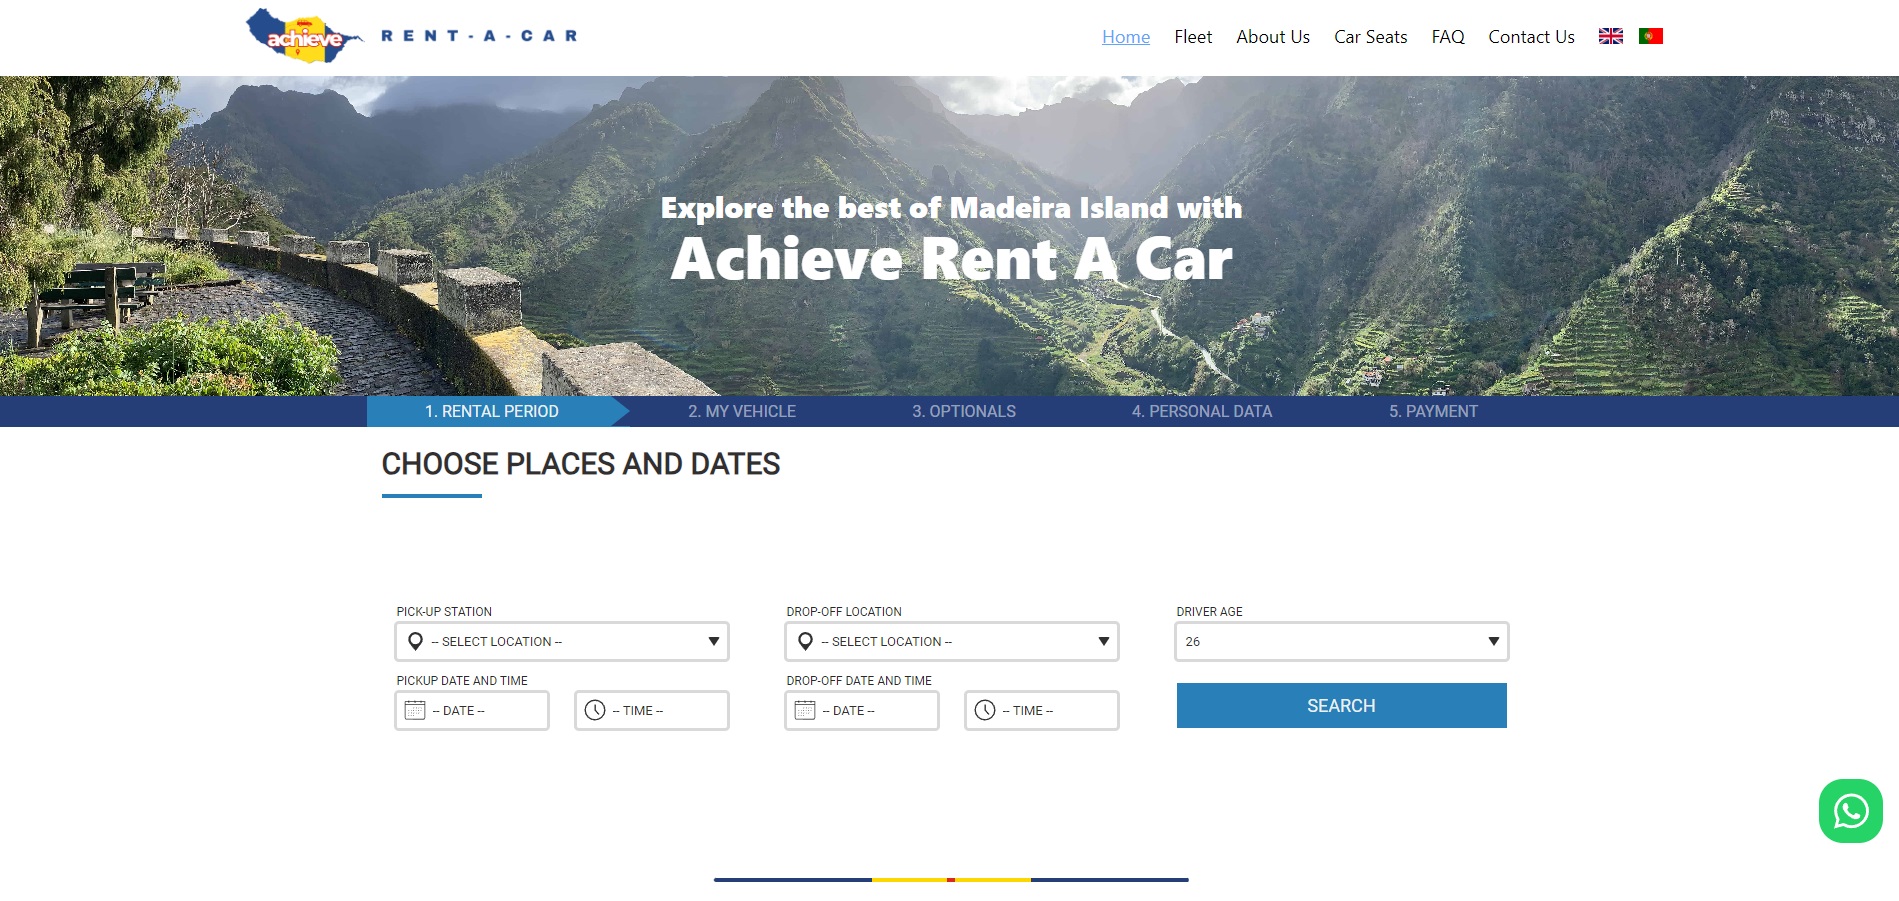 achieve RENT-A-CAR
Home Fleet About Us Car Seats FAQ Contact Us
Explore the best of Madeira Island with
Achieve Rent A Car
1. RENTAL PERIOD 2. MY VEHICLE 3. OPTIONALS 4. PERSONAL DATA 5. PAYMENT
CHOOSE PLACES AND DATES
PICK-UP STATION DROP-OFF LOCATION DRIVER AGE
-- SELECT LOCATION -- -- SELECT LOCATION -- 26
PICKUP DATE AND TIME DROP-OFF DATE AND TIME
-- DATE -- -- TIME -- -- DATE -- -- TIME -- SEARCH